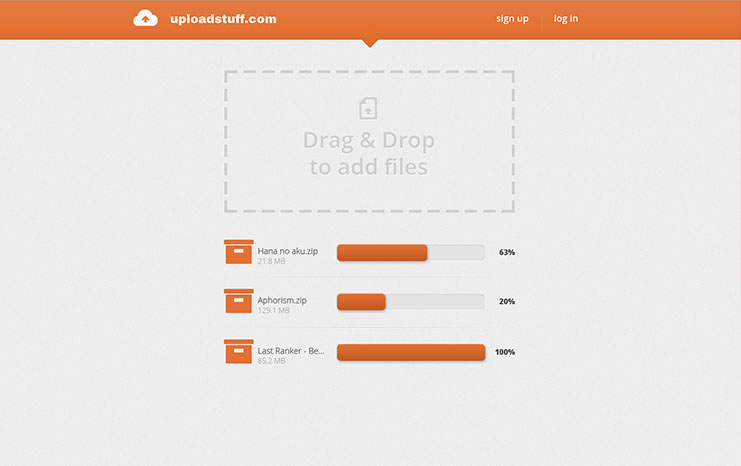 uploadstuff.com
sign up
log in
Drag & Drop
to add files
Hana no aku.zip
21.8 MB
63%
Aphorism.zip
129.1 MB
20%
Last Ranker - Be...
85.2 MB
100%